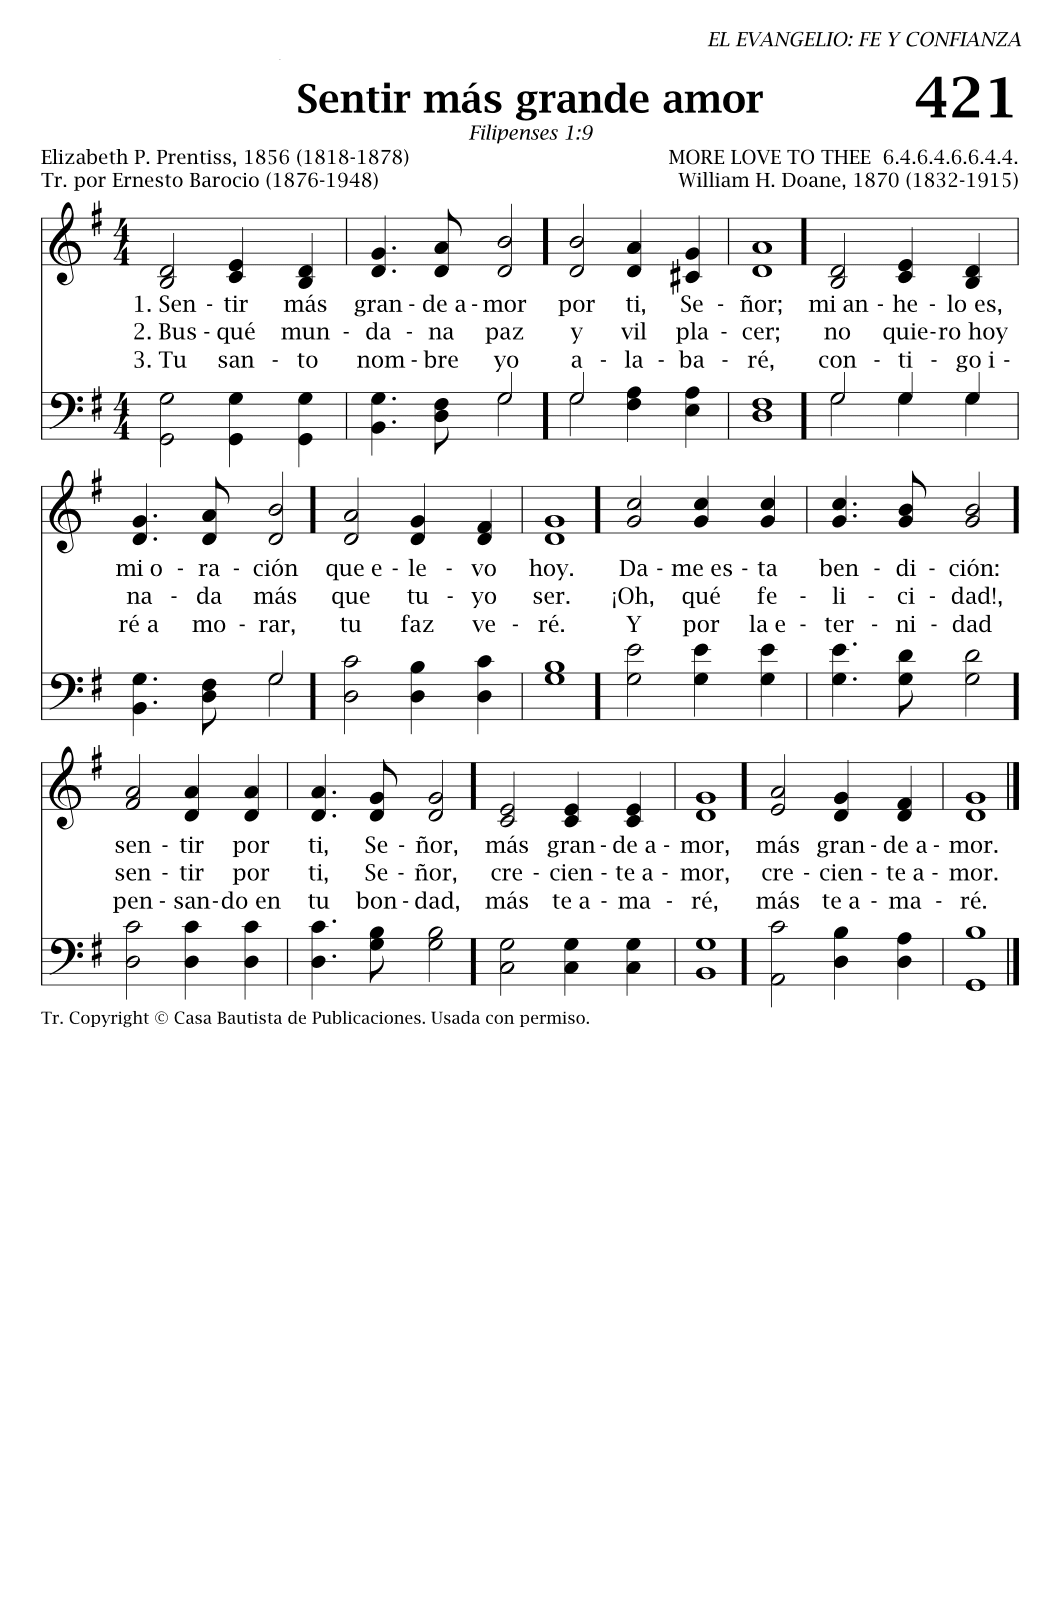 EL EVANGELIO: FE Y CONFIANZA
Sentir más grande amor 421
Filipenses 1:9
Elizabeth P. Prentiss, 1856 (1818-1878) MORE LOVE TO THEE 6.4.6.4.6.6.4.4.
Tr. por Ernesto Barocio (1876-1948) William H. Doane, 1870 (1832-1915)
1. Sen - tir más gran - de a - mor por ti, Se - ñor; mi an - he - lo es,
2. Bus - qué mun - da - na paz y vil pla - cer; no quie - ro hoy
3. Tu san - to nom - bre yo a - la - ba - ré, con - ti - go i -
mi o - ra - ción que e - le - vo hoy. Da - me es - ta ben - di - ción:
na - da más que tu - yo ser. ¡Oh, qué fe - li - ci - dad!,
ré a mo - rar, tu faz ve - ré. Y por la e - ter - ni - dad
sen - tir por ti, Se - ñor, más gran - de a - mor, más gran - de a - mor.
sen - tir por ti, Se - ñor, cre - cien - te a - mor, cre - cien - te a - mor.
pen - san - do en tu bon - dad, más te a - ma - ré, más te a - ma - ré.
Tr. Copyright © Casa Bautista de Publicaciones. Usada con permiso.